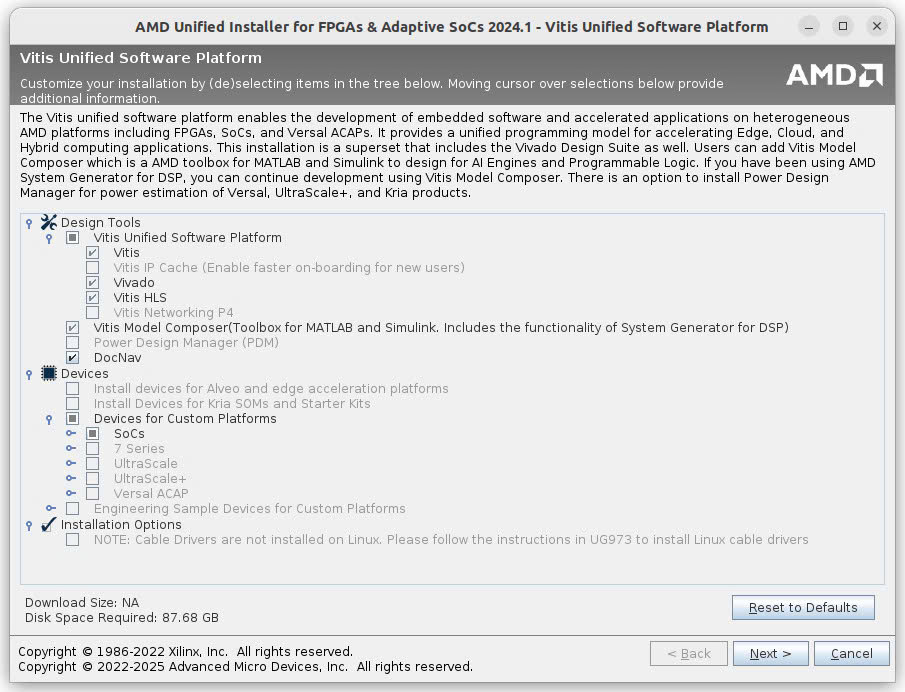 AMD Unified Installer for FPGAs & Adaptive SoCs 2024.1 - Vitis Unified Software Platform
Vitis Unified Software Platform
Customize your installation by (de)selecting items in the tree below. Moving cursor over selections below provide
additional information.
AMD
The Vitis unified software platform enables the development of embedded software and accelerated applications on heterogeneous
AMD platforms including FPGAs, SoCs, and Versal ACAPs. It provides a unified programming model for accelerating Edge, Cloud, and
Hybrid computing applications. This installation is a superset that includes the Vivado Design Suite as well. Users can add Vitis Model
Composer which is a AMD toolbox for MATLAB and Simulink to design for AI Engines and Programmable Logic. If you have been using AMD
System Generator for DSP, you can continue development using Vitis Model Composer. There is an option to install Power Design
Manager for power estimation of Versal, UltraScale+, and Kria products.
Design Tools
Vitis Unified Software Platform
Vitis
Vitis IP Cache (Enable faster on-boarding for new users)
Vivado
Vitis HLS
Vitis Networking P4
Vitis Model Composer(Toolbox for MATLAB and Simulink. Includes the functionality of System Generator for DSP)
Power Design Manager (PDM)
DocNav
Devices
Install devices for Alveo and edge acceleration platforms
Install Devices for Kria SOMs and Starter Kits
Devices for Custom Platforms
SoCs
7 Series
UltraScale
UltraScale+
Versal ACAP
Engineering Sample Devices for Custom Platforms
Installation Options
NOTE: Cable Drivers are not installed on Linux. Please follow the instructions in UG973 to install Linux cable drivers
Download Size: NA
Disk Space Required: 87.68 GB
Reset to Defaults
Copyright © 1986-2022 Xilinx, Inc. All rights reserved.
Copyright © 2022-2025 Advanced Micro Devices, Inc. All rights reserved.
< Back
Next >
Cancel